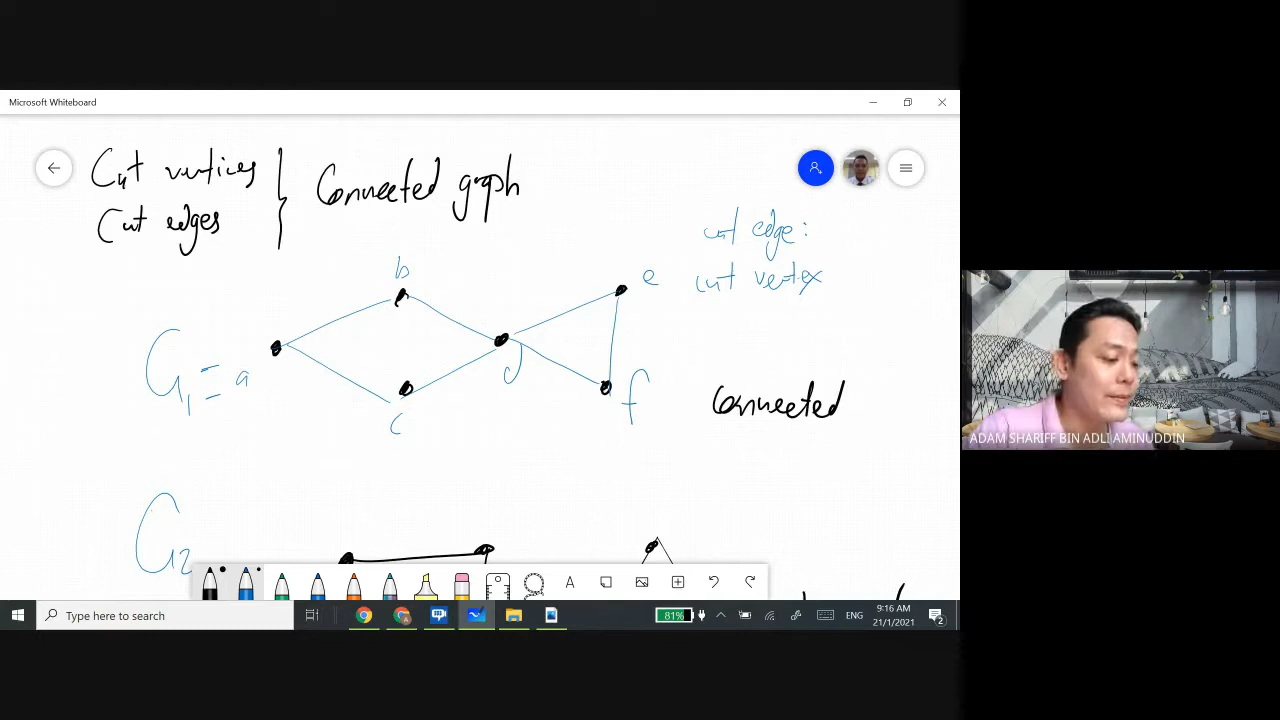 Microsoft Whiteboard
Cut vertices
Cut edges
Connected graph
cut edge:
cut vertex
b
e
G1 = a
d
c
f
Connected
G2
ADAM SHARIFF BIN ADLI AMINUDDIN
A
Type here to search
81%
ENG
9:16 AM
21/1/2021
2